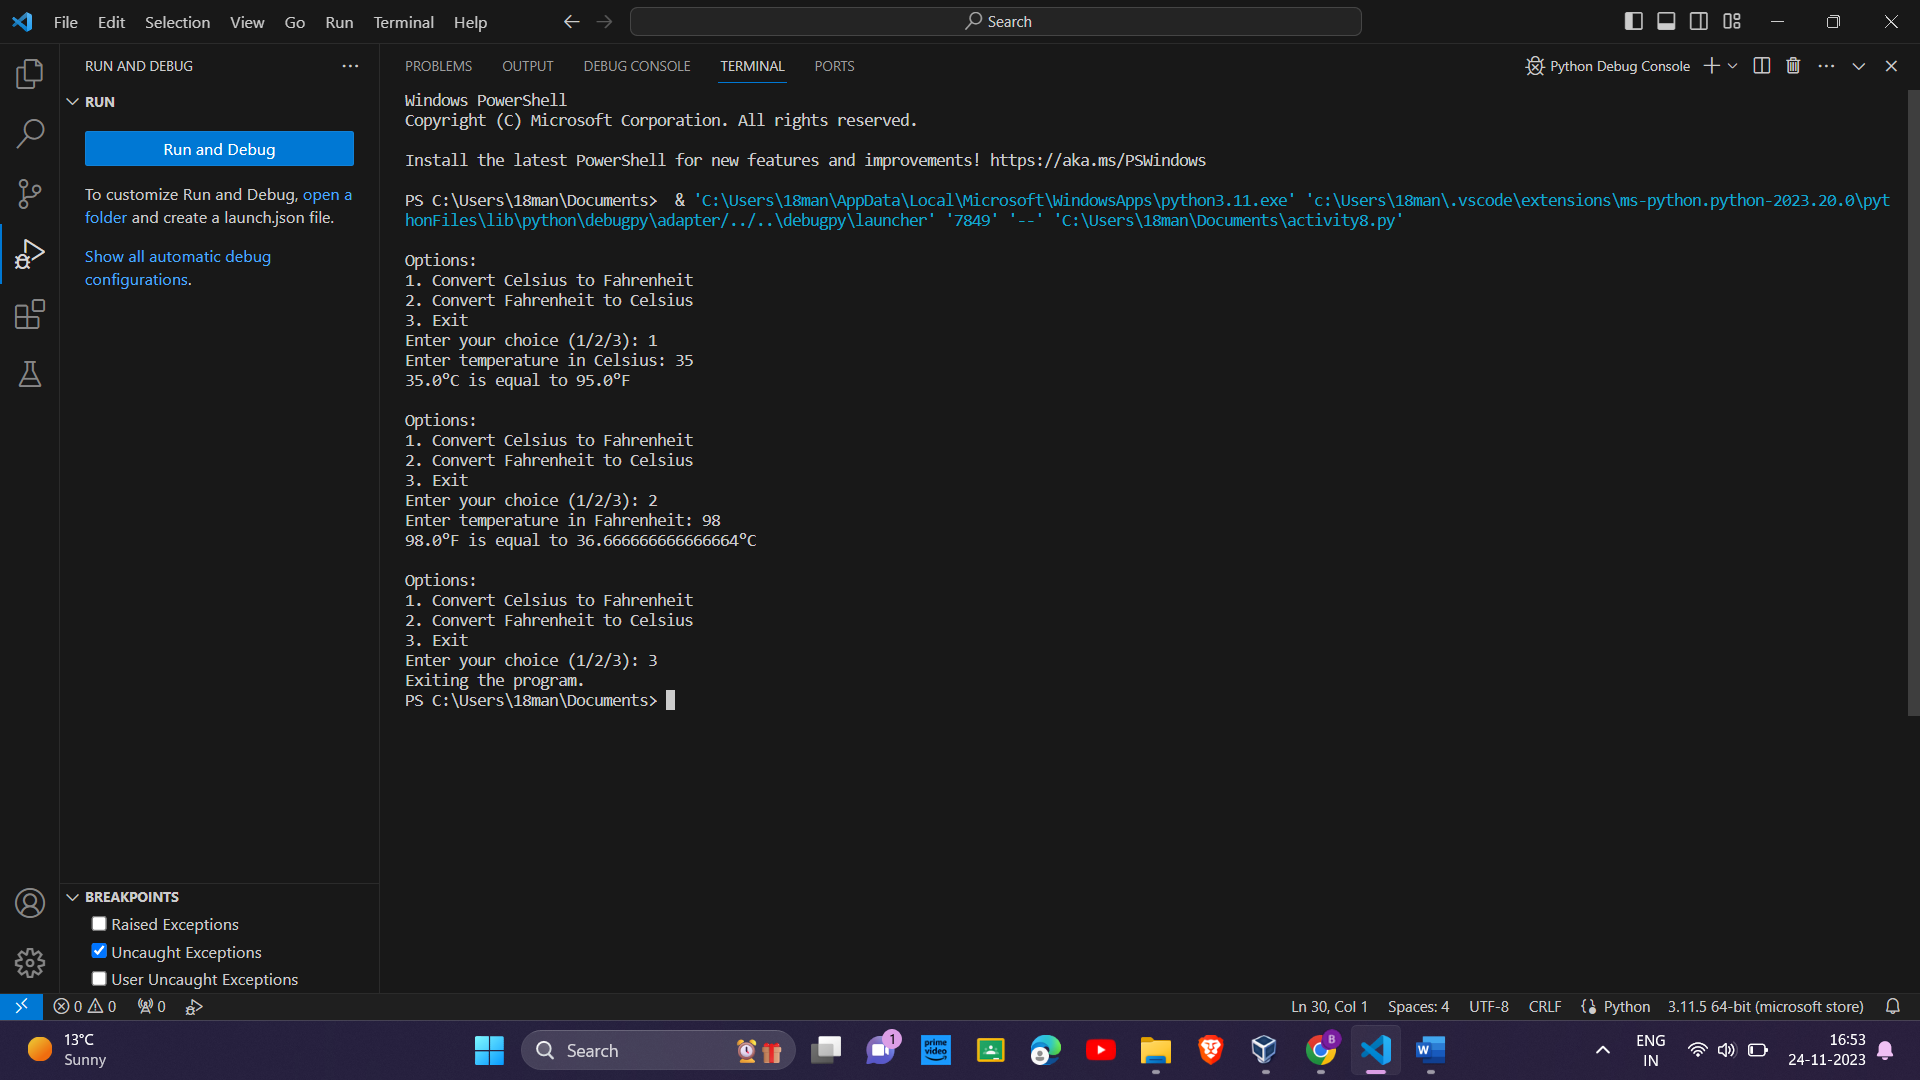 File Edit Selection View Go Run Terminal Help
Search
RUN AND DEBUG
RUN
Run and Debug
To customize Run and Debug, open a
folder and create a launch.json file.
Show all automatic debug
configurations.
PROBLEMS OUTPUT DEBUG CONSOLE TERMINAL PORTS
Python Debug Console
Windows PowerShell
Copyright (C) Microsoft Corporation. All rights reserved.
Install the latest PowerShell for new features and improvements! https://aka.ms/PSWindows
PS C:\Users\18man\Documents>  & 'C:\Users\18man\AppData\Local\Microsoft\WindowsApps\python3.11.exe' 'c:\Users\18man\.vscode\extensions\ms-python.python-2023.20.0\pyt
honFiles\lib\python\debugpy\adapter/../..\debugpy\launcher' '7849' '--' 'C:\Users\18man\Documents\activity8.py'
Options:
1. Convert Celsius to Fahrenheit
2. Convert Fahrenheit to Celsius
3. Exit
Enter your choice (1/2/3): 1
Enter temperature in Celsius: 35
35.0ºC is equal to 95.0ºF
Options:
1. Convert Celsius to Fahrenheit
2. Convert Fahrenheit to Celsius
3. Exit
Enter your choice (1/2/3): 2
Enter temperature in Fahrenheit: 98
98.0ºF is equal to 36.666666666666664ºC
Options:
1. Convert Celsius to Fahrenheit
2. Convert Fahrenheit to Celsius
3. Exit
Enter your choice (1/2/3): 3
Exiting the program.
PS C:\Users\18man\Documents>
BREAKPOINTS
Raised Exceptions
Uncaught Exceptions
User Uncaught Exceptions
0 0 0
Ln 30, Col 1 Spaces: 4 UTF-8 CRLF Python 3.11.5 64-bit (microsoft store)
13°C
Sunny
Search
1
prime
video
B
W
ENG
IN
16:53
24-11-2023